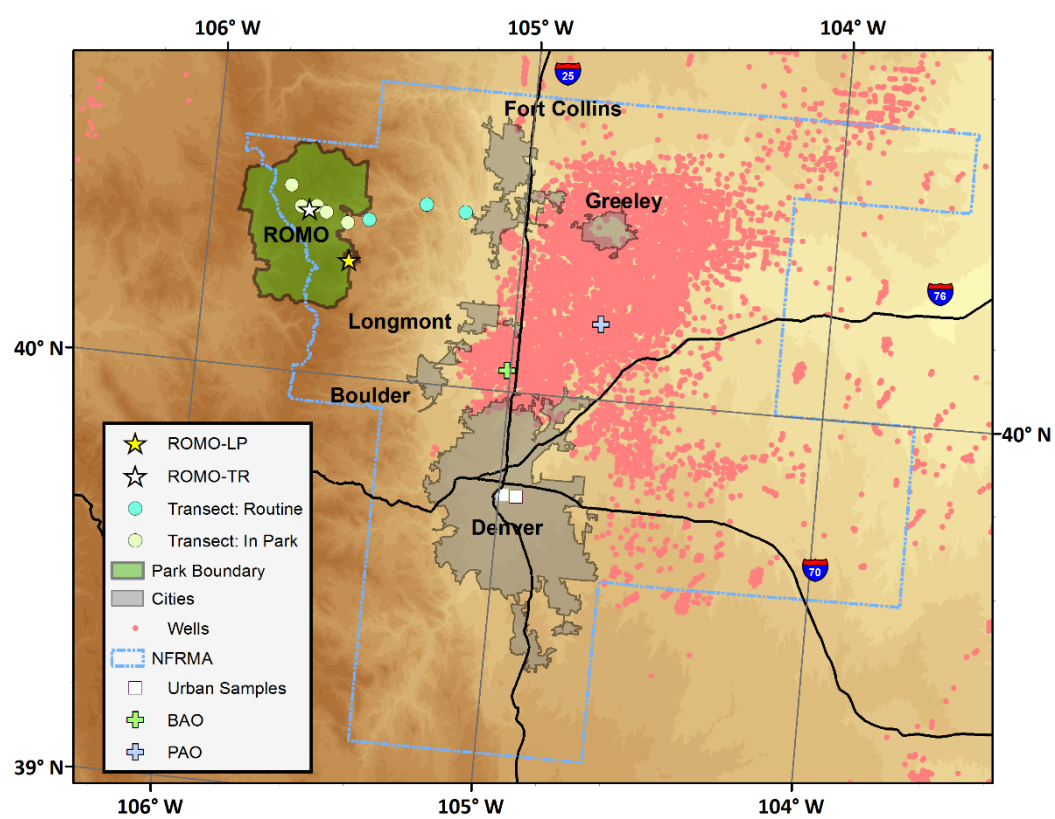 106° W
105° W
104° W
25
Fort Collins
Greeley
ROMO
76
Longmont
40° N
Boulder
40° N
ROMO-LP
ROMO-TR
Transect: Routine
Transect: In Park
Denver
Park Boundary
70
Cities
Wells
NFRMA
Urban Samples
BAO
PAO
39° N
106° W
105° W
104° W